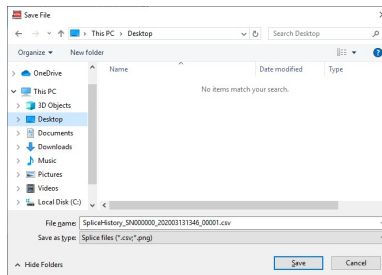 Save File
This PC > Desktop
Search Desktop
Organize
New folder
Name
Date modified
Type
OneDrive
No items match your search.
This PC
3D Objects
Desktop
Documents
Downloads
Music
Pictures
Videos
Local Disk (C:)
File name: SpliceHistory_SN000000_202003131346_00001.csv
Save as type: Splice files (*.csv;*.png)
Hide Folders
Save
Cancel